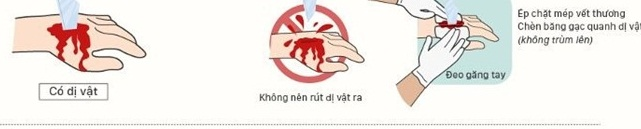 Ép chặt mép vết thương
Chèn băng gạc quanh dị vật
(không trùm lên)
Đeo găng tay
Có dị vật
Không nên rút dị vật ra